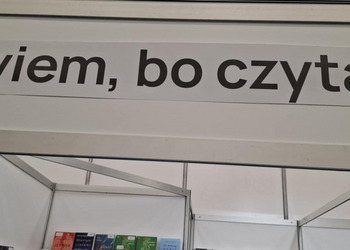 wiem, bo czyta